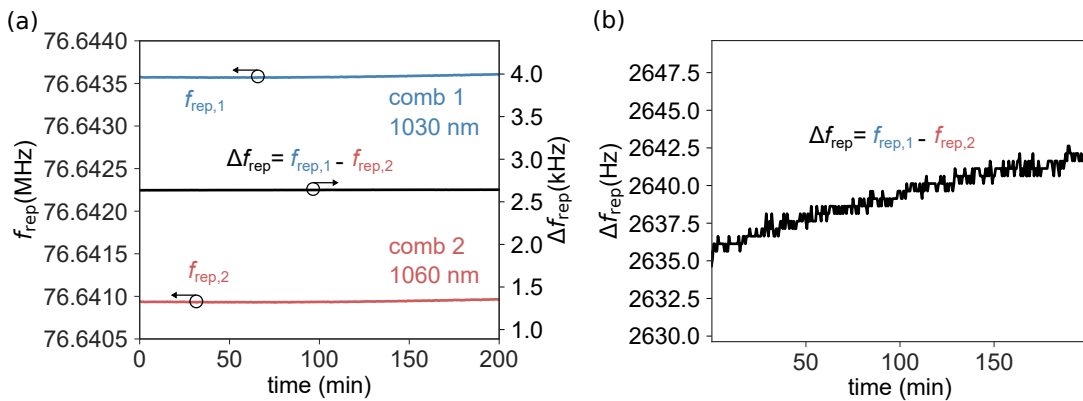 (a)
76.6440
76.6435
76.6430
76.6425
76.6420
76.6415
76.6410
76.6405
f_rep(MHz)
f_rep,1
comb 1
1030 nm
Δf_rep= f_rep,1 - f_rep,2
comb 2
1060 nm
f_rep,2
4.0
3.5
3.0
2.5
2.0
1.5
1.0
Δf_rep(kHz)
0 50 100 150 200
time (min)
(b)
2647.5
2645.0
2642.5
2640.0
2637.5
2635.0
2632.5
2630.0
Δf_rep(Hz)
Δf_rep= f_rep,1 - f_rep,2
50 100 150
time (min)